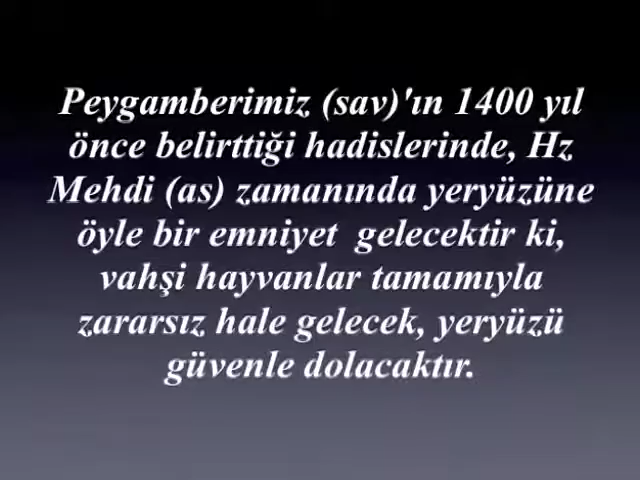 Peygamberimiz (sav)'ın 1400 yıl
önce belirttiği hadislerinde, Hz
Mehdi (as) zamanında yeryüzüne
öyle bir emniyet gelecektir ki,
vahşi hayvanlar tamamıyla
zararsız hale gelecek, yeryüzü
güvenle dolacaktır.